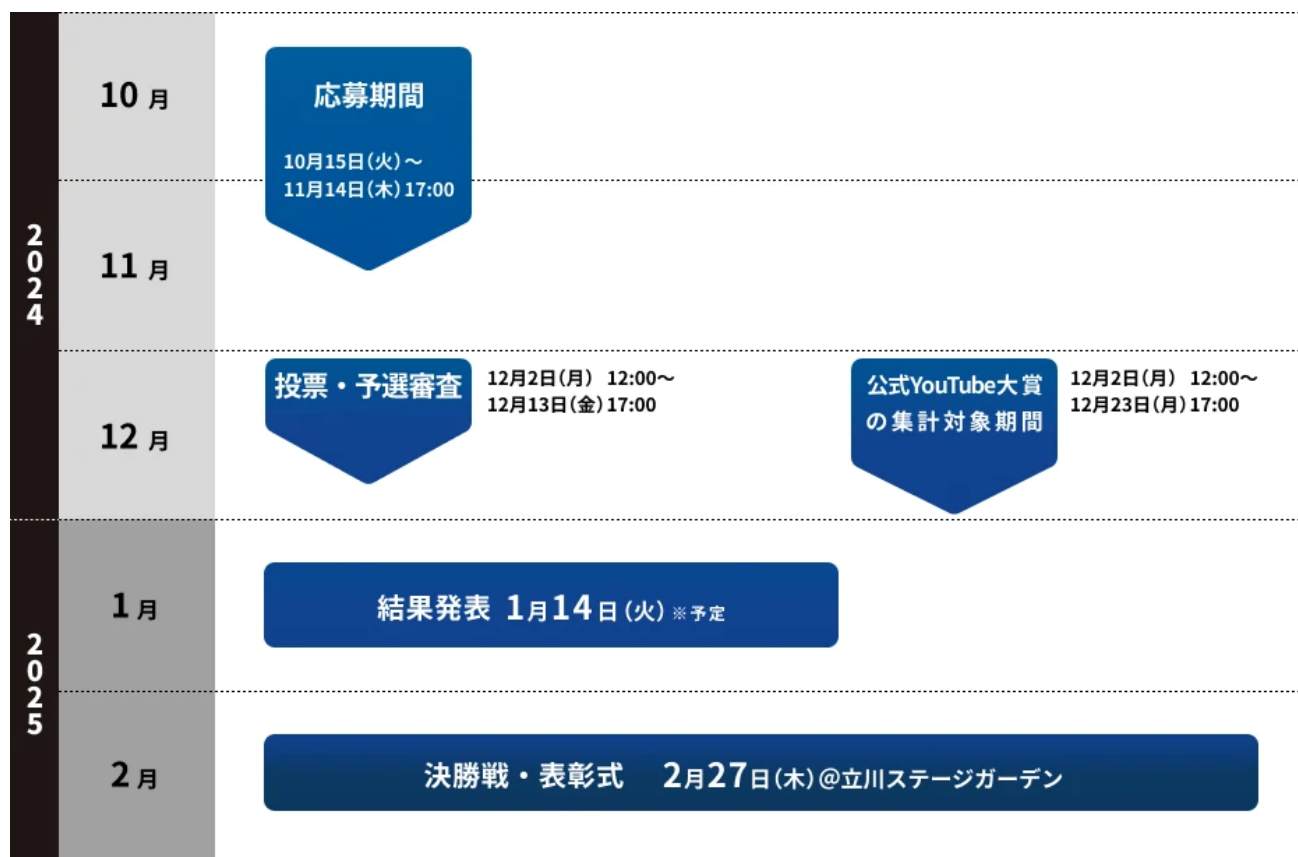 2024
10 月
応募期間
10月15日(火)～
11月14日(木)17:00
11 月
12 月
投票・予選審査
12月2日(月) 12:00～
12月13日(金)17:00
公式YouTube大賞
の集計対象期間
12月2日(月) 12:00～
12月23日(月)17:00
2025
1 月
結果発表 1月14日(火)※予定
2 月
決勝戦・表彰式 2月27日(木)@立川ステージガーデン